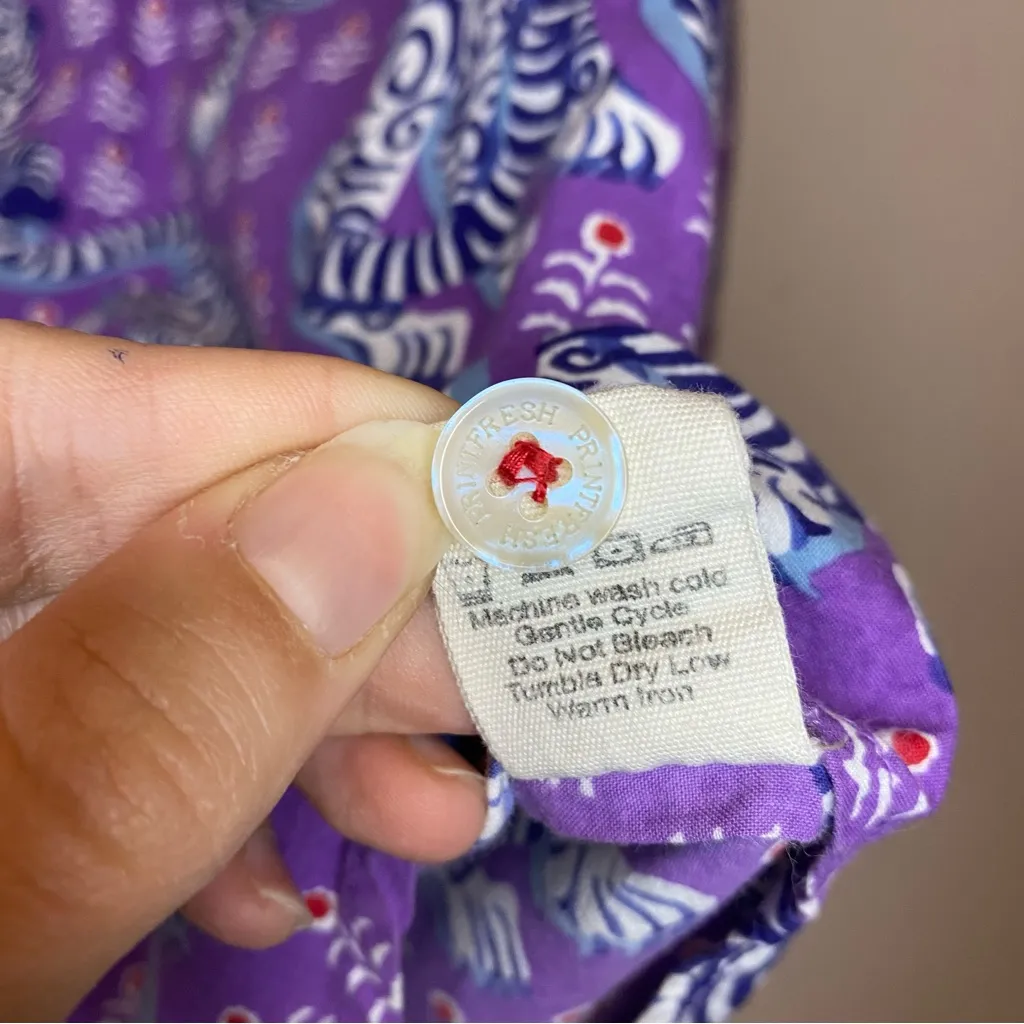 PRINTFRESH PRINTFRESH
Machine wash cold
Gentle Cycle
Do Not Bleach
Tumble Dry Low
Warm Iron